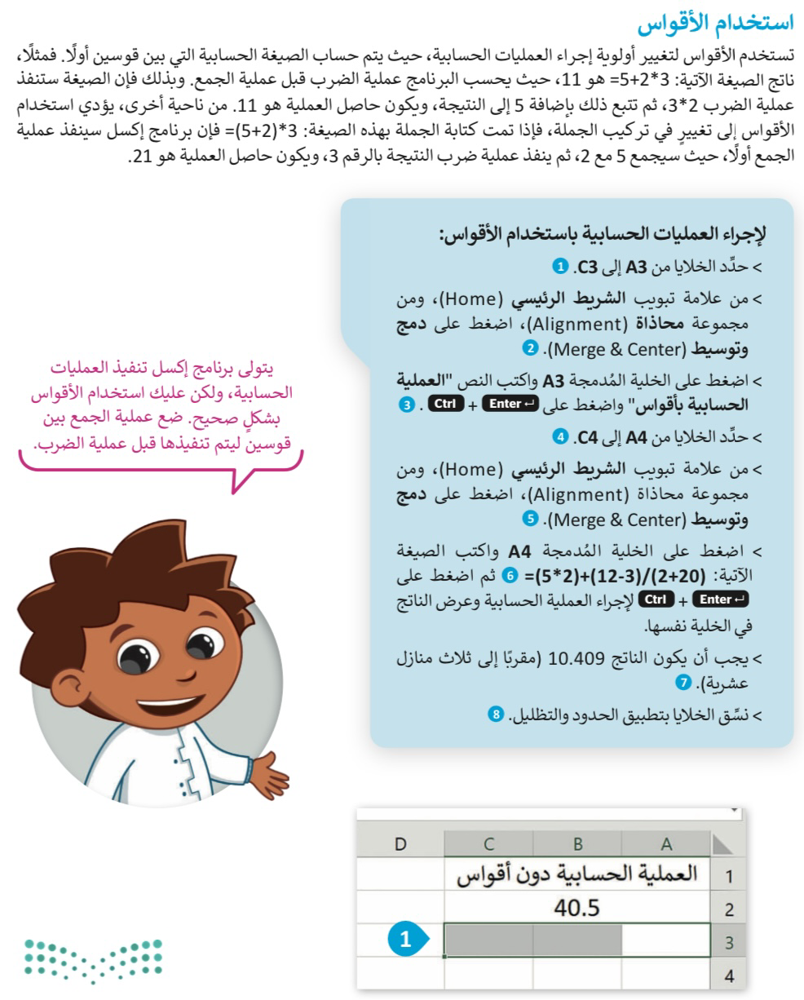 استخدام الأقواس
تستخدم الأقواس لتغيير أولوية إجراء العمليات الحسابية، حيث يتم حساب الصيغة الحسابية التي بين قوسين أولًا. فمثلًا،
ناتج الصيغة الآتية: 3*2+5= هو 11، حيث يحسب البرنامج عملية الضرب قبل عملية الجمع. وبذلك فإن الصيغة ستنفذ
عملية الضرب 2*3، ثم تتبع ذلك بإضافة 5 إلى النتيجة، ويكون حاصل العملية هو 11. من ناحية أخرى، يؤدي استخدام
الأقواس إلى تغييرٍ في تركيب الجملة، فإذا تمت كتابة الجملة بهذه الصيغة: 3*(2+5)= فإن برنامج إكسل سينفذ عملية
الجمع أولًا، حيث سيجمع 5 مع 2، ثم ينفذ عملية ضرب النتيجة بالرقم 3، ويكون حاصل العملية هو 21.
لإجراء العمليات الحسابية باستخدام الأقواس:
> حدِّد الخلايا من A3 إلى C3. 1
> من علامة تبويب الشريط الرئيسي (Home)، ومن
مجموعة محاذاة (Alignment)، اضغط على دمج
وتوسيط (Merge & Center). 2
> اضغط على الخلية المُدمجة A3 واكتب النص "العملية
الحسابية بأقواس" واضغط على Enter + Ctrl . 3
> حدِّد الخلايا من A4 إلى C4. 4
> من علامة تبويب الشريط الرئيسي (Home)، ومن
مجموعة محاذاة (Alignment)، اضغط على دمج
وتوسيط (Merge & Center). 5
> اضغط على الخلية المُدمجة A4 واكتب الصيغة
الآتية: =(5*2)+(12-3)/(2+20) 6 ثم اضغط على
Enter + Ctrl لإجراء العملية الحسابية وعرض الناتج
في الخلية نفسها.
> يجب أن يكون الناتج 10.409 (مقربًا إلى ثلاث منازل
عشرية). 7
> نسِّق الخلايا بتطبيق الحدود والتظليل. 8
يتولى برنامج إكسل تنفيذ العمليات
الحسابية، ولكن عليك استخدام الأقواس
بشكلٍ صحيح. ضع عملية الجمع بين
قوسين ليتم تنفيذها قبل عملية الضرب.
A B C D
1 العملية الحسابية دون أقواس
2 40.5
3 1
4